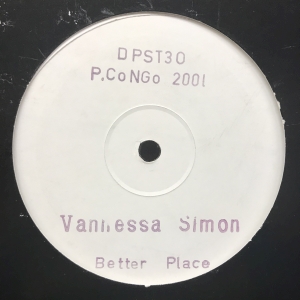 DPST30
P.CoNGo 2001
Vannessa Simon
Better Place